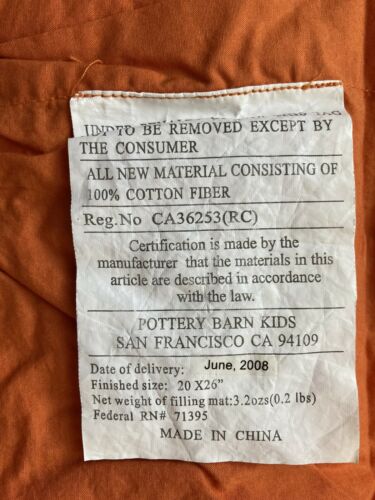 TO BE REMOVED EXCEPT BY
THE CONSUMER
ALL NEW MATERIAL CONSISTING OF
100% COTTON FIBER
Reg.No CA36253(RC)
Certification is made by the
manufacturer that the materials in this
article are described in accordance
with the law.
POTTERY BARN KIDS
SAN FRANCISCO CA 94109
Date of delivery: June, 2008
Finished size: 20 X26"
Net weight of filling mat:3.2ozs(0.2 lbs)
Federal RN# 71395
MADE IN CHINA